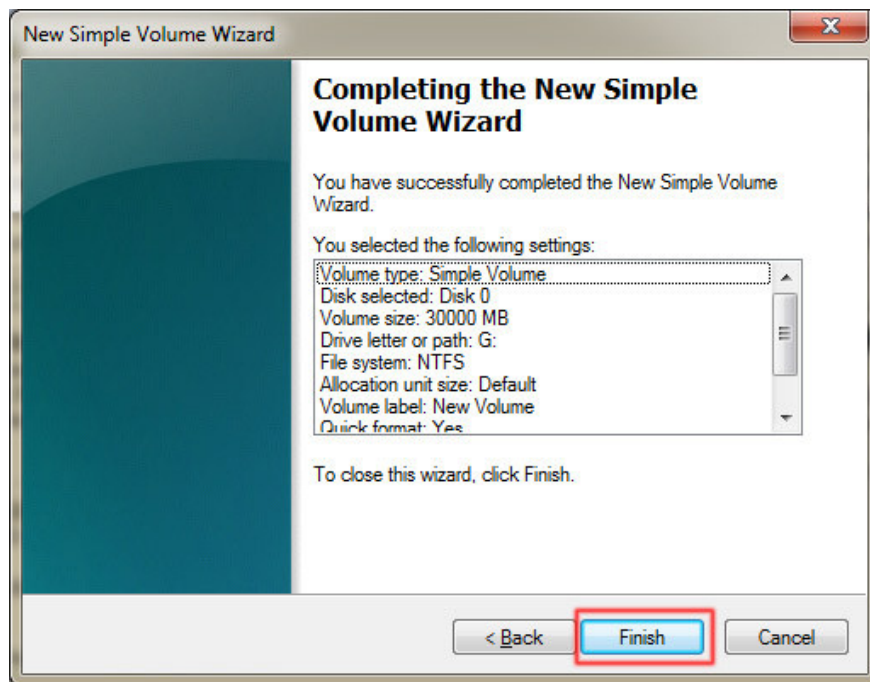 New Simple Volume Wizard
Completing the New Simple
Volume Wizard
You have successfully completed the New Simple Volume
Wizard.
You selected the following settings:
Volume type: Simple Volume
Disk selected: Disk 0
Volume size: 30000 MB
Drive letter or path: G:
File system: NTFS
Allocation unit size: Default
Volume label: New Volume
Quick format: Yes
To close this wizard, click Finish.
< Back
Finish
Cancel